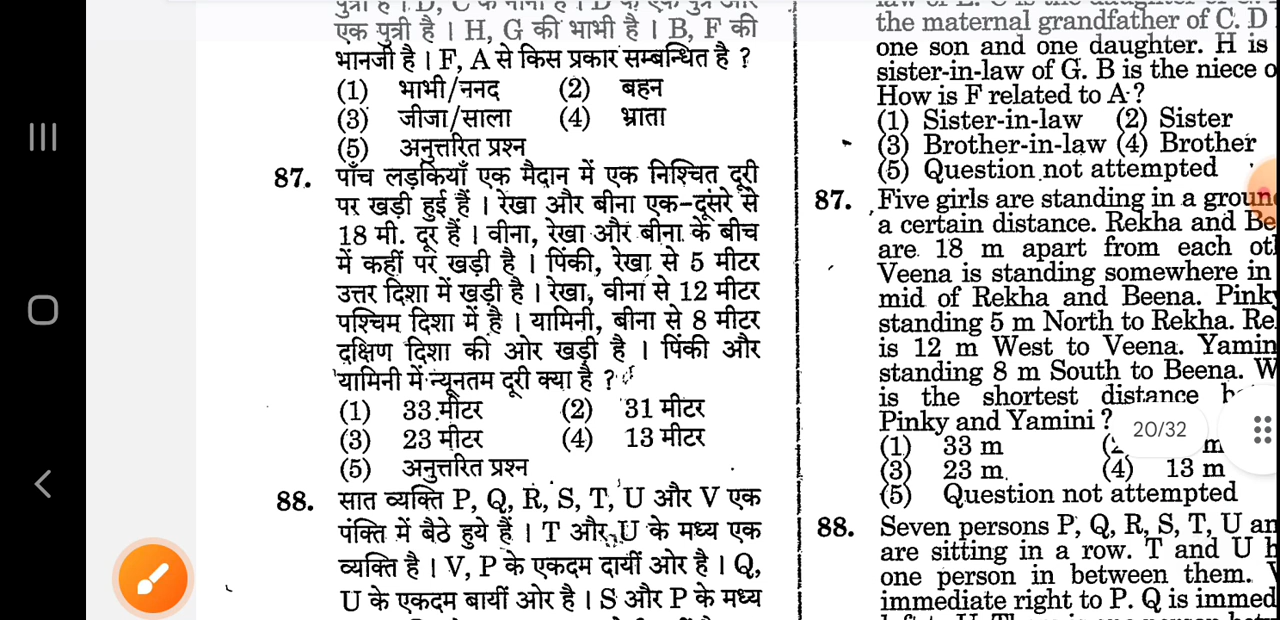 पुत्री है । D, C के नाना है । D के एक पुत्र और
एक पुत्री है । H, G की भाभी है । B, F की
भानजी है । F, A से किस प्रकार सम्बन्धित है ?
(1) भाभी/ननद (2) बहन
(3) जीजा/साला (4) भ्राता
(5) अनुत्तरित प्रश्न
87. पाँच लड़कियाँ एक मैदान में एक निश्चित दूरी
पर खड़ी हुई हैं । रेखा और बीना एक-दूसरे से
18 मी. दूर हैं । वीना, रेखा और बीना के बीच
में कहीं पर खड़ी है । पिंकी, रेखा से 5 मीटर
उत्तर दिशा में खड़ी है । रेखा, वीना से 12 मीटर
पश्चिम दिशा में है । यामिनी, बीना से 8 मीटर
दक्षिण दिशा की ओर खड़ी है । पिंकी और
यामिनी में न्यूनतम दूरी क्या है ?
(1) 33 मीटर (2) 31 मीटर
(3) 23 मीटर (4) 13 मीटर
(5) अनुत्तरित प्रश्न
88. सात व्यक्ति P, Q, R, S, T, U और V एक
पंक्ति में बैठे हुये हैं । T और U के मध्य एक
व्यक्ति है । V, P के एकदम दायीं ओर है । Q,
U के एकदम बायीं ओर है । S और P के मध्य
the maternal grandfather of C. D
one son and one daughter. H is
sister-in-law of G. B is the niece o
How is F related to A ?
(1) Sister-in-law (2) Sister
(3) Brother-in-law (4) Brother
(5) Question not attempted
87. Five girls are standing in a groun
a certain distance. Rekha and Be
are 18 m apart from each ot
Veena is standing somewhere in
mid of Rekha and Beena. Pink
standing 5 m North to Rekha. Re
is 12 m West to Veena. Yamin
standing 8 m South to Beena. W
is the shortest distance
Pinky and Yamini ?
20/32
(1) 33 m m
(3) 23 m (4) 13 m
(5) Question not attempted
88. Seven persons P, Q, R, S, T, U an
are sitting in a row. T and U h
one person in between them.
immediate right to P. Q is immed